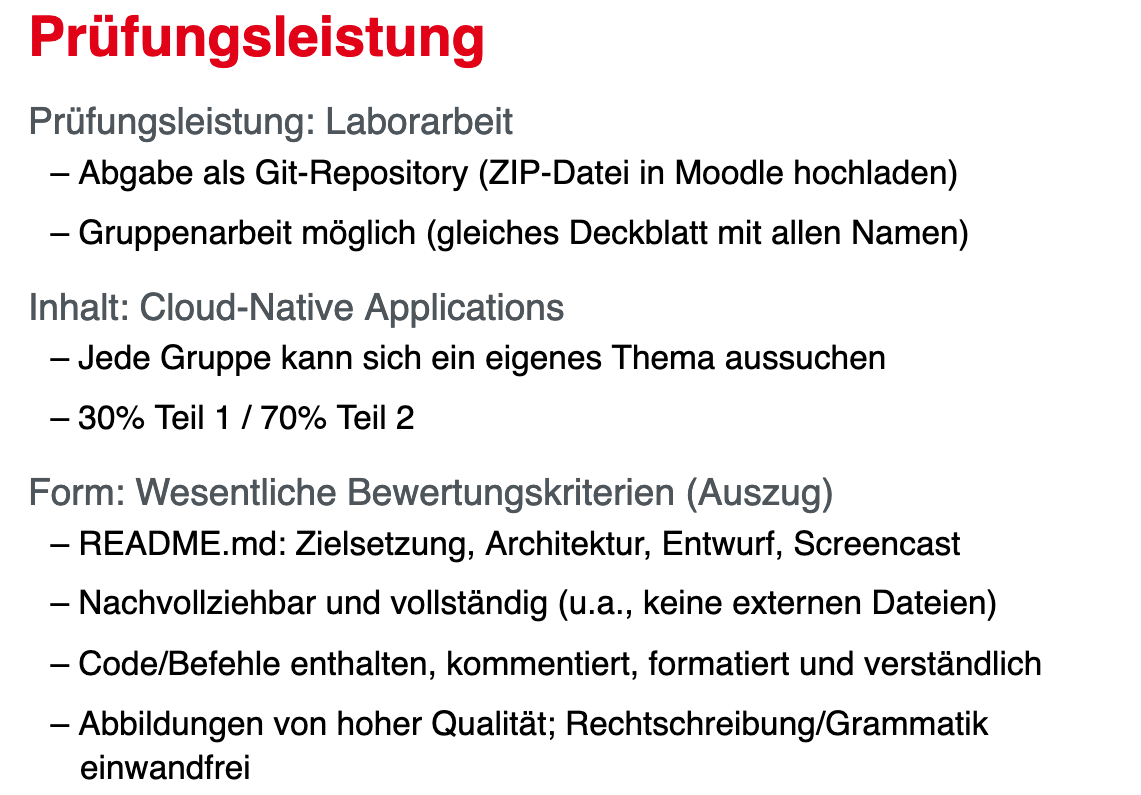 Prüfungsleistung
Prüfungsleistung: Laborarbeit
– Abgabe als Git-Repository (ZIP-Datei in Moodle hochladen)
– Gruppenarbeit möglich (gleiches Deckblatt mit allen Namen)
Inhalt: Cloud-Native Applications
– Jede Gruppe kann sich ein eigenes Thema aussuchen
– 30% Teil 1 / 70% Teil 2
Form: Wesentliche Bewertungskriterien (Auszug)
– README.md: Zielsetzung, Architektur, Entwurf, Screencast
– Nachvollziehbar und vollständig (u.a., keine externen Dateien)
– Code/Befehle enthalten, kommentiert, formatiert und verständlich
– Abbildungen von hoher Qualität; Rechtschreibung/Grammatik
einwandfrei